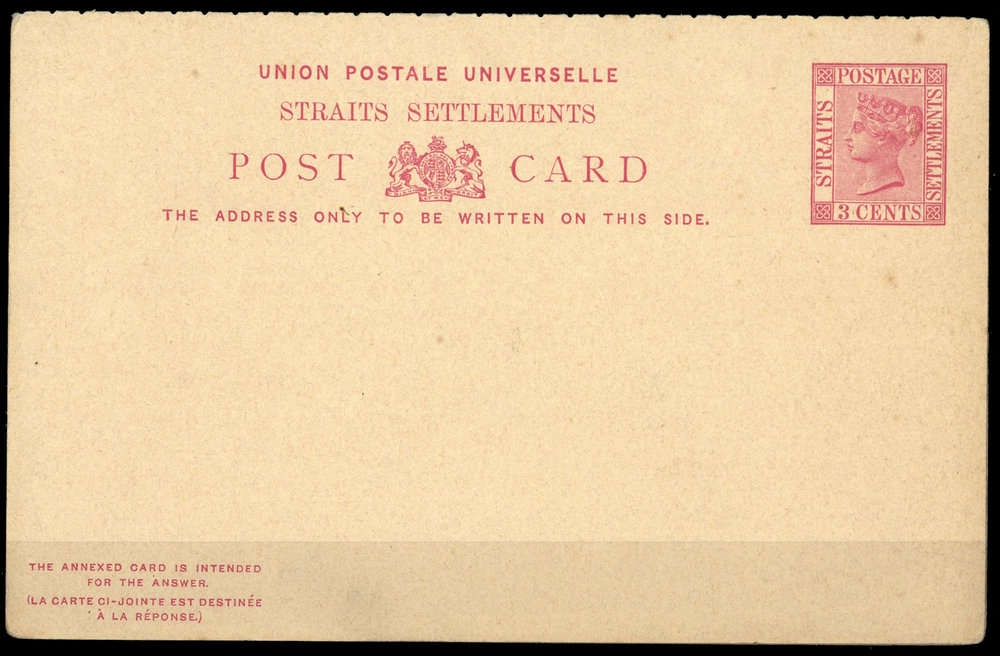 UNION POSTALE UNIVERSELLE
STRAITS SETTLEMENTS
POST CARD
THE ADDRESS ONLY TO BE WRITTEN ON THIS SIDE.
POSTAGE
STRAITS
SETTLEMENTS
3 CENTS
THE ANNEXED CARD IS INTENDED
FOR THE ANSWER.
(LA CARTE CI-JOINTE EST DESTINÉE
À LA RÉPONSE.)